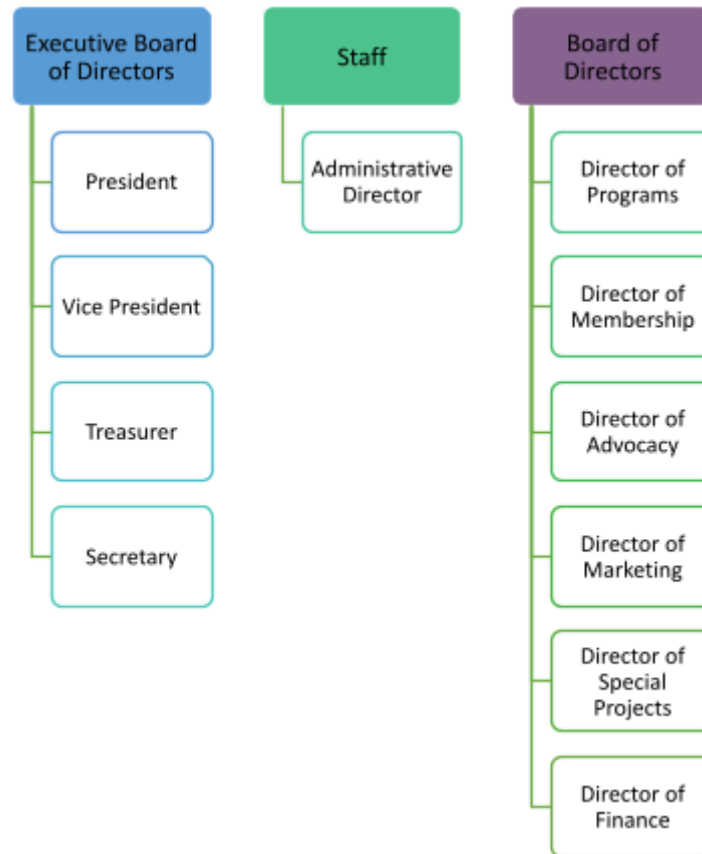 Executive Board
of Directors
President
Vice President
Treasurer
Secretary
Staff
Administrative
Director
Board of
Directors
Director of
Programs
Director of
Membership
Director of
Advocacy
Director of
Marketing
Director of
Special
Projects
Director of
Finance